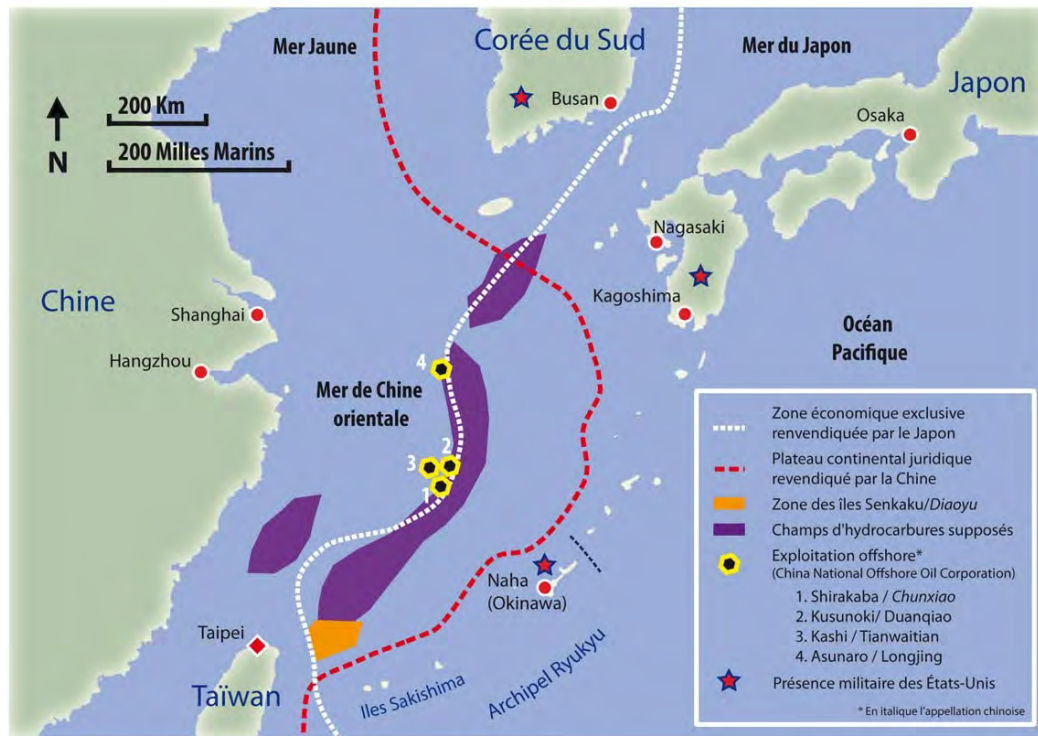 Mer Jaune
Corée du Sud
Mer du Japon
Japon
200 Km
N
200 Milles Marins
Busan
Osaka
Nagasaki
Kagoshima
Chine
Shanghai
Hangzhou
Océan
Pacifique
Mer de Chine
orientale
4
3
2
1
Naha
(Okinawa)
Taipei
Taïwan
Iles Sakishima
Archipel Ryukyu
Zone économique exclusive
renvendiquée par le Japon
Plateau continental juridique
revendiqué par la Chine
Zone des îles Senkaku/Diaoyu
Champs d'hydrocarbures supposés
Exploitation offshore*
(China National Offshore Oil Corporation)
1. Shirakaba / Chunxiao
2. Kusunoki/ Duanqiao
3. Kashi / Tianwaitian
4. Asunaro / Longjing
Présence militaire des États-Unis
* En italique l'appellation chinoise